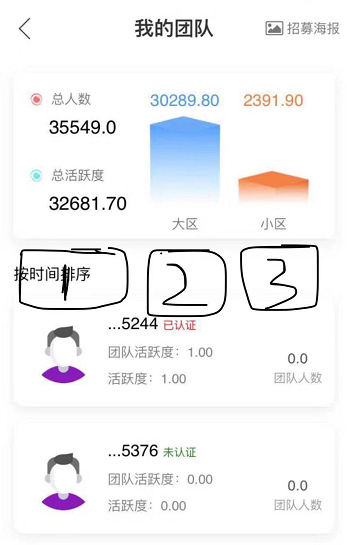 我的团队
招募海报
总人数
35549.0
总活跃度
32681.70
30289.80
2391.90
大区
小区
按时间排序
1
2
3
...5244 已认证
团队活跃度：1.00
活跃度：1.00
0.0
团队人数
...5376 未认证
团队活跃度：0.00
活跃度：0.00
0.0
团队人数